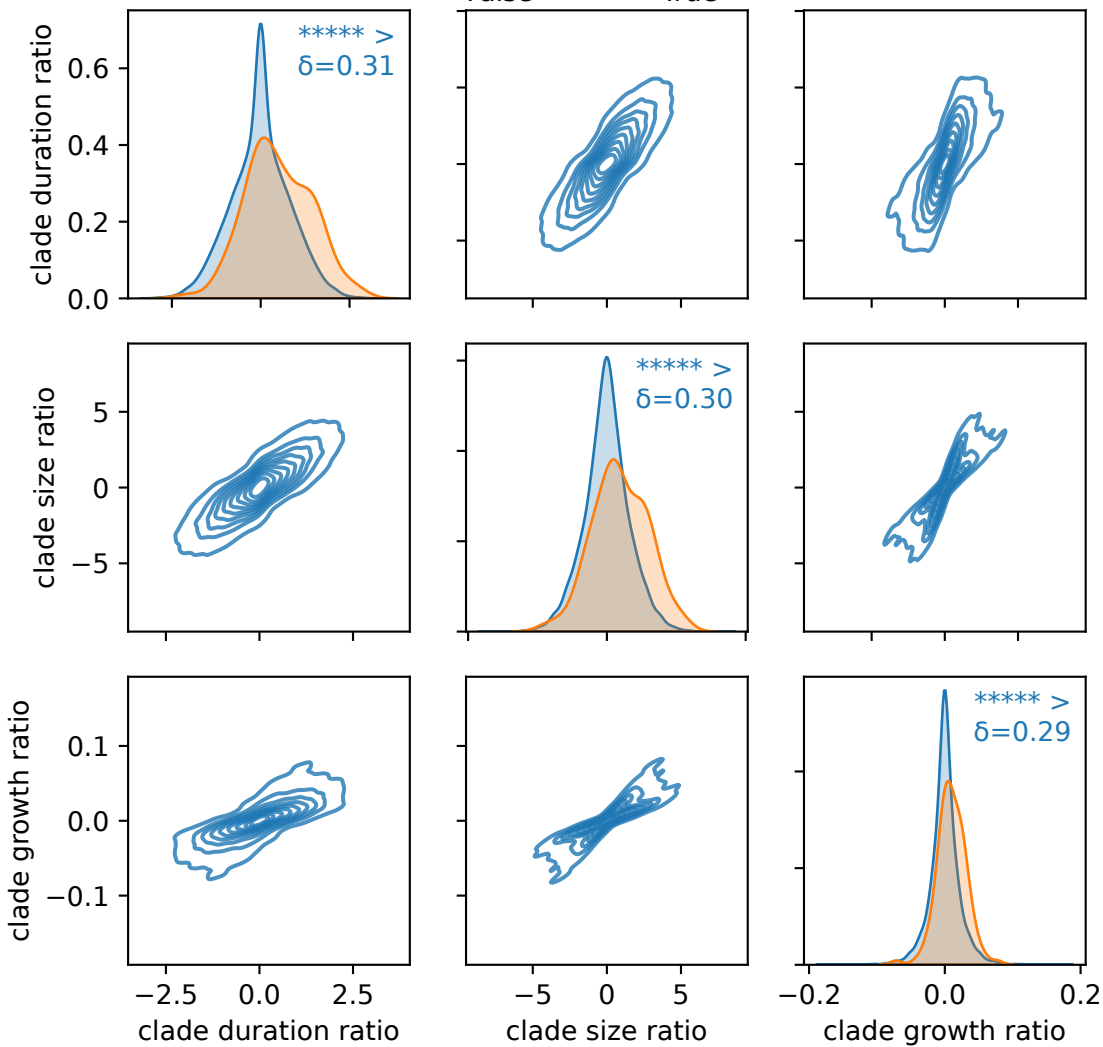 ***** >
δ=0.31
clade duration ratio
0.6
0.4
0.2
0.0
***** >
δ=0.30
clade size ratio
5
0
−5
***** >
δ=0.29
clade growth ratio
0.1
0.0
−0.1
−2.5 0.0 2.5
−5 0 5
−0.2 0.0 0.2
clade duration ratio
clade size ratio
clade growth ratio